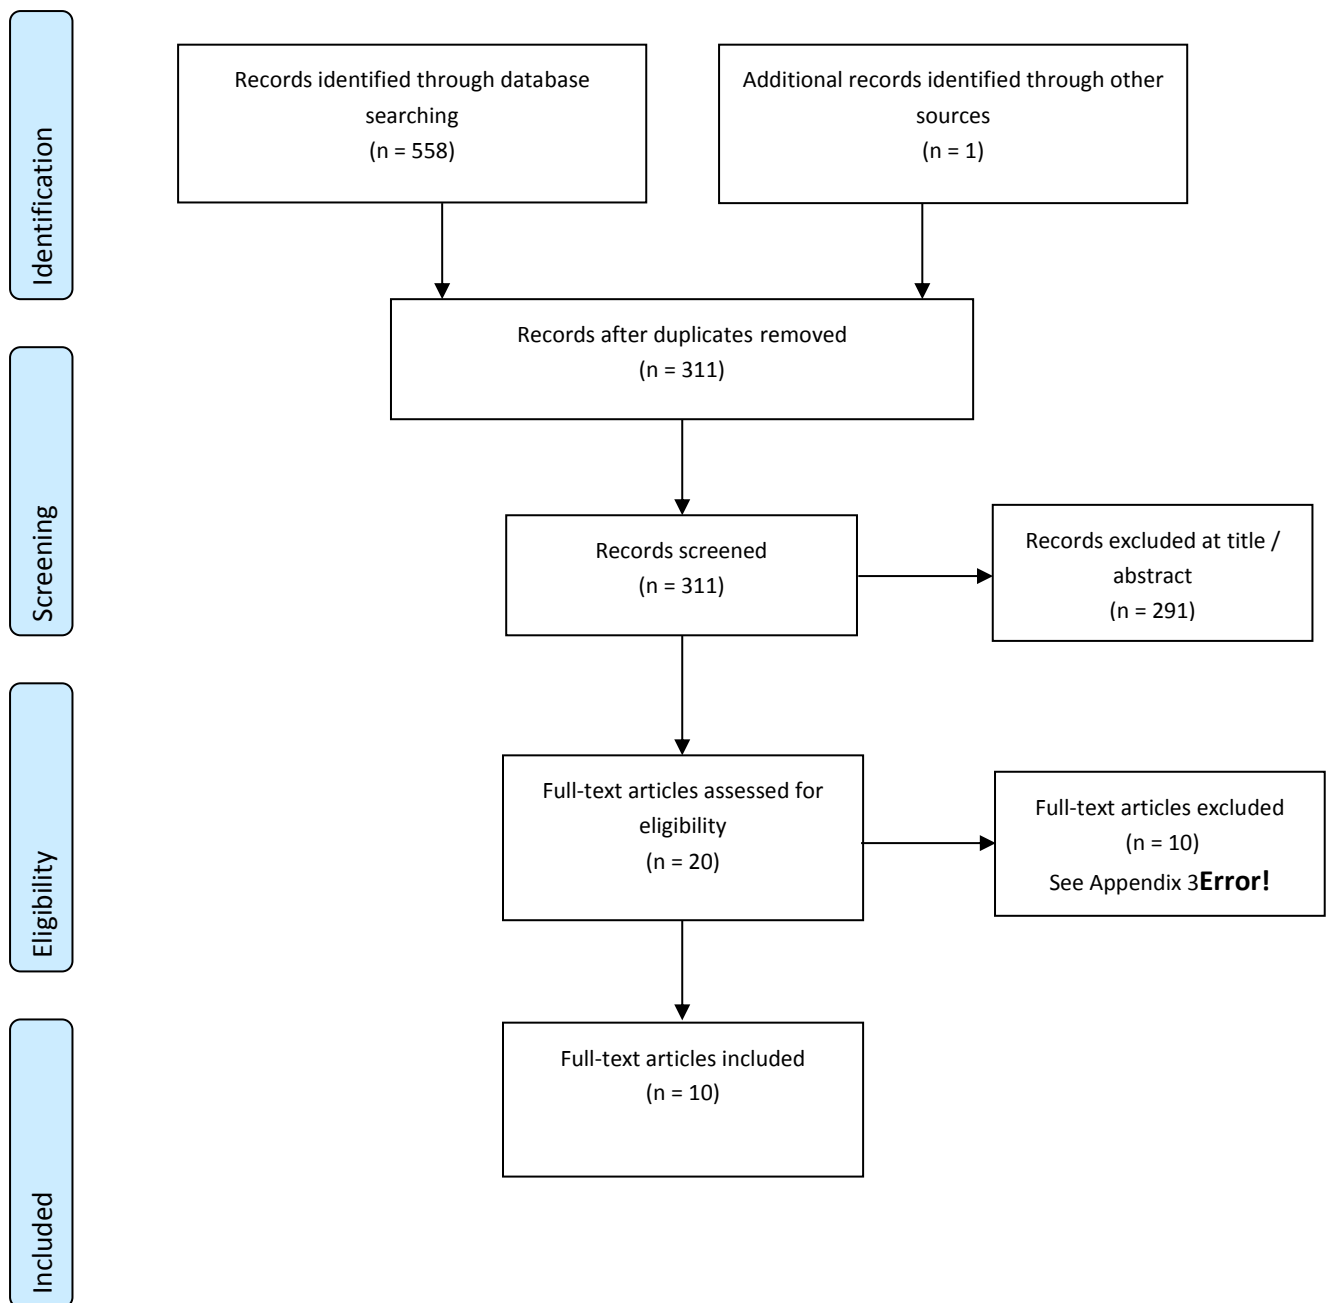 Identification
Records identified through database
searching
(n = 558)
Additional records identified through other
sources
(n = 1)
Records after duplicates removed
(n = 311)
Screening
Records screened
(n = 311)
Records excluded at title /
abstract
(n = 291)
Eligibility
Full-text articles assessed for
eligibility
(n = 20)
Full-text articles excluded
(n = 10)
See Appendix 3Error!
Included
Full-text articles included
(n = 10)